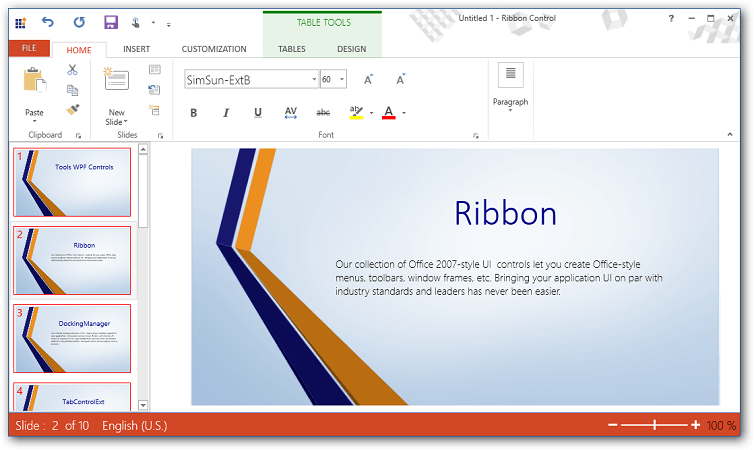 TABLE TOOLS
Untitled 1 - Ribbon Control
?
FILE HOME INSERT CUSTOMIZATION TABLES DESIGN
Paste
Clipboard
New
Slide
Slides
SimSun-ExtB 60 A A
B I U AV abc ab A
Font
Paragraph
1
Tools WPF Controls
2
Ribbon
3
DockingManager
4
TabControlExt
Ribbon
Our collection of Office 2007-style UI controls let you create Office-style
menus, toolbars, window frames, etc. Bringing your application UI on par with
industry standards and leaders has never been easier.
Slide : 2 of 10 English (U.S.) 100 %